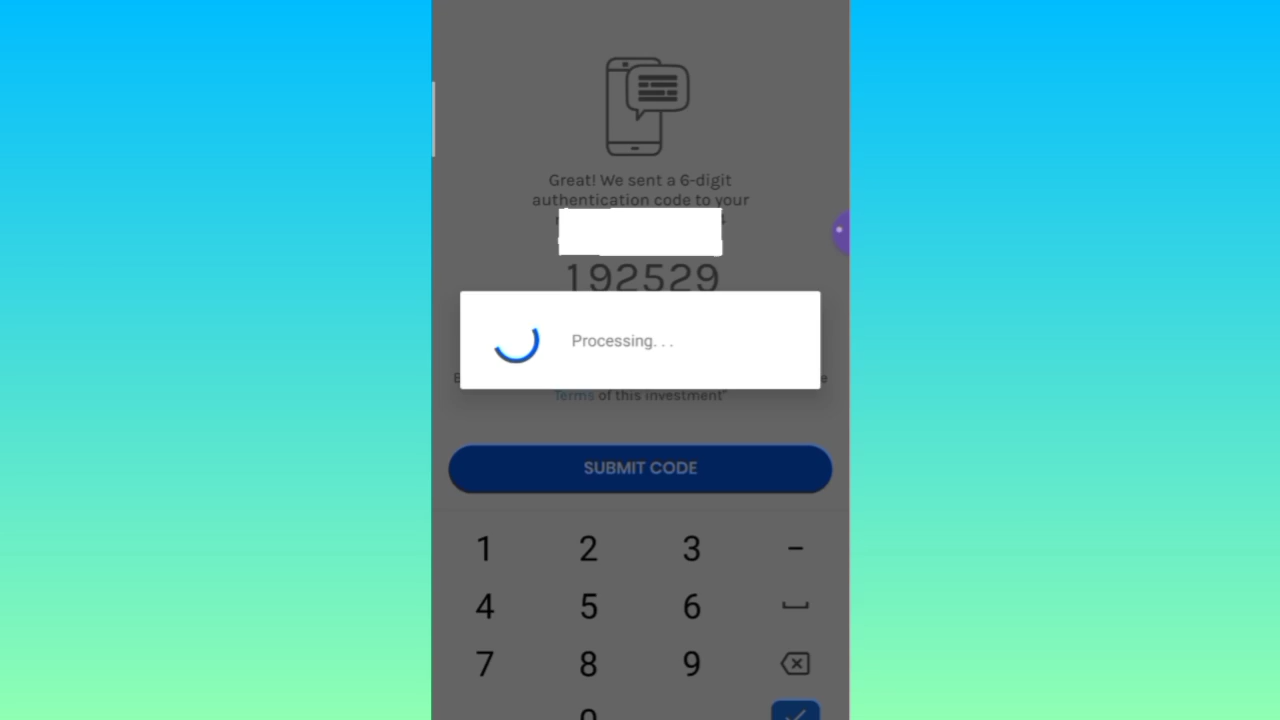 Great! We sent a 6-digit
authentication code to your
192529
Processing. . .
Terms of this investment"
SUBMIT CODE
1 2 3 -
4 5 6
7 8 9
0